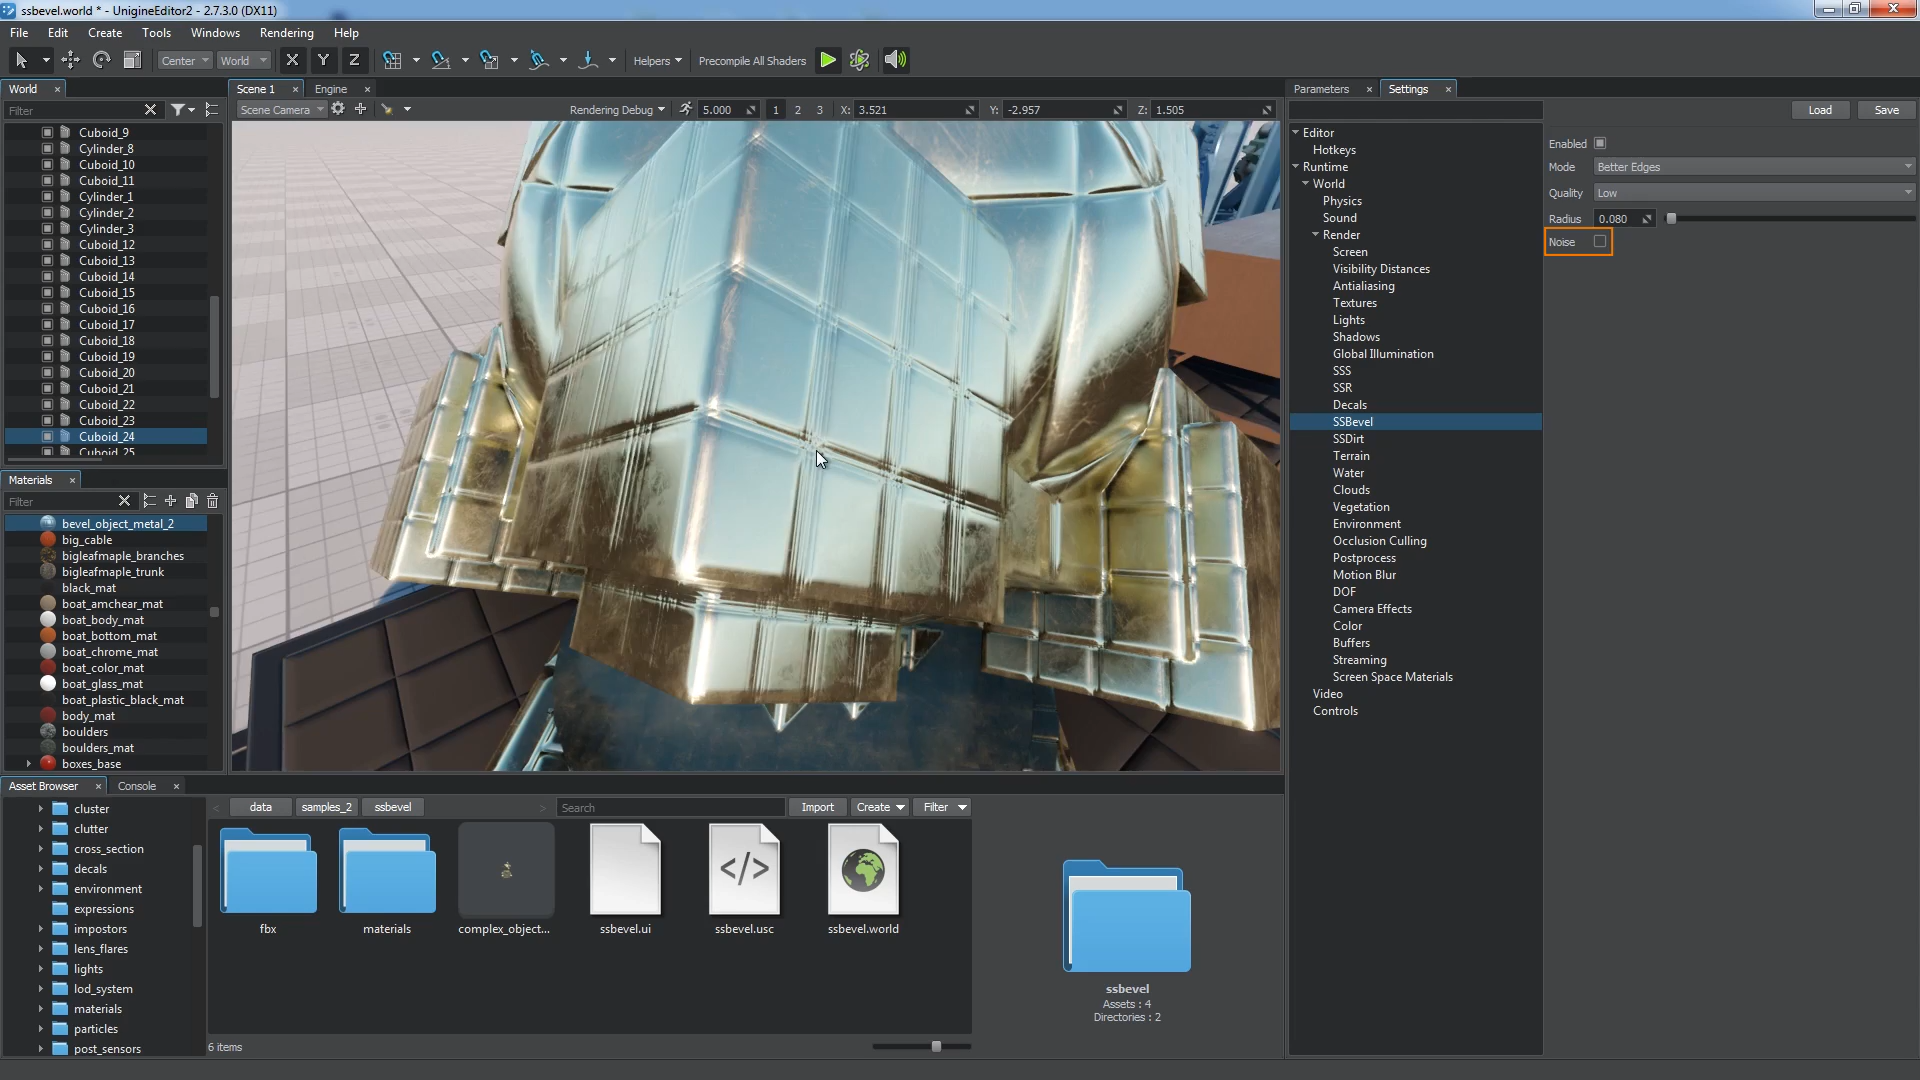 ssbevel.world * - UnigineEditor2 - 2.7.3.0 (DX11)
File Edit Create Tools Windows Rendering Help
Center World X Y Z Helpers Precompile All Shaders
World
Filter
Cuboid_9
Cylinder_8
Cuboid_10
Cuboid_11
Cylinder_1
Cylinder_2
Cylinder_3
Cuboid_12
Cuboid_13
Cuboid_14
Cuboid_15
Cuboid_16
Cuboid_17
Cuboid_18
Cuboid_19
Cuboid_20
Cuboid_21
Cuboid_22
Cuboid_23
Cuboid_24
Cuboid_25
Materials
Filter
bevel_object_metal_2
big_cable
bigleafmaple_branches
bigleafmaple_trunk
black_mat
boat_amchear_mat
boat_body_mat
boat_bottom_mat
boat_chrome_mat
boat_color_mat
boat_glass_mat
boat_plastic_black_mat
body_mat
boulders
boulders_mat
boxes_base
Scene 1 Engine
Scene Camera Rendering Debug 5.000 1 2 3 X: 3.521 Y: -2.957 Z: 1.505
Parameters Settings
Load Save
Editor
Hotkeys
Runtime
World
Physics
Sound
Render
Screen
Visibility Distances
Antialiasing
Textures
Lights
Shadows
Global Illumination
SSS
SSR
Decals
SSBevel
SSDirt
Terrain
Water
Clouds
Vegetation
Environment
Occlusion Culling
Postprocess
Motion Blur
DOF
Camera Effects
Color
Buffers
Streaming
Screen Space Materials
Video
Controls
Enabled
Mode Better Edges
Quality Low
Radius 0.080
Noise
Asset Browser Console
cluster
clutter
cross_section
decals
environment
expressions
impostors
lens_flares
lights
lod_system
materials
particles
post_sensors
< data samples_2 ssbevel > Search Import Create Filter
fbx
materials
complex_object...
ssbevel.ui
</>
ssbevel.usc
ssbevel.world
6 items
ssbevel
Assets : 4
Directories : 2